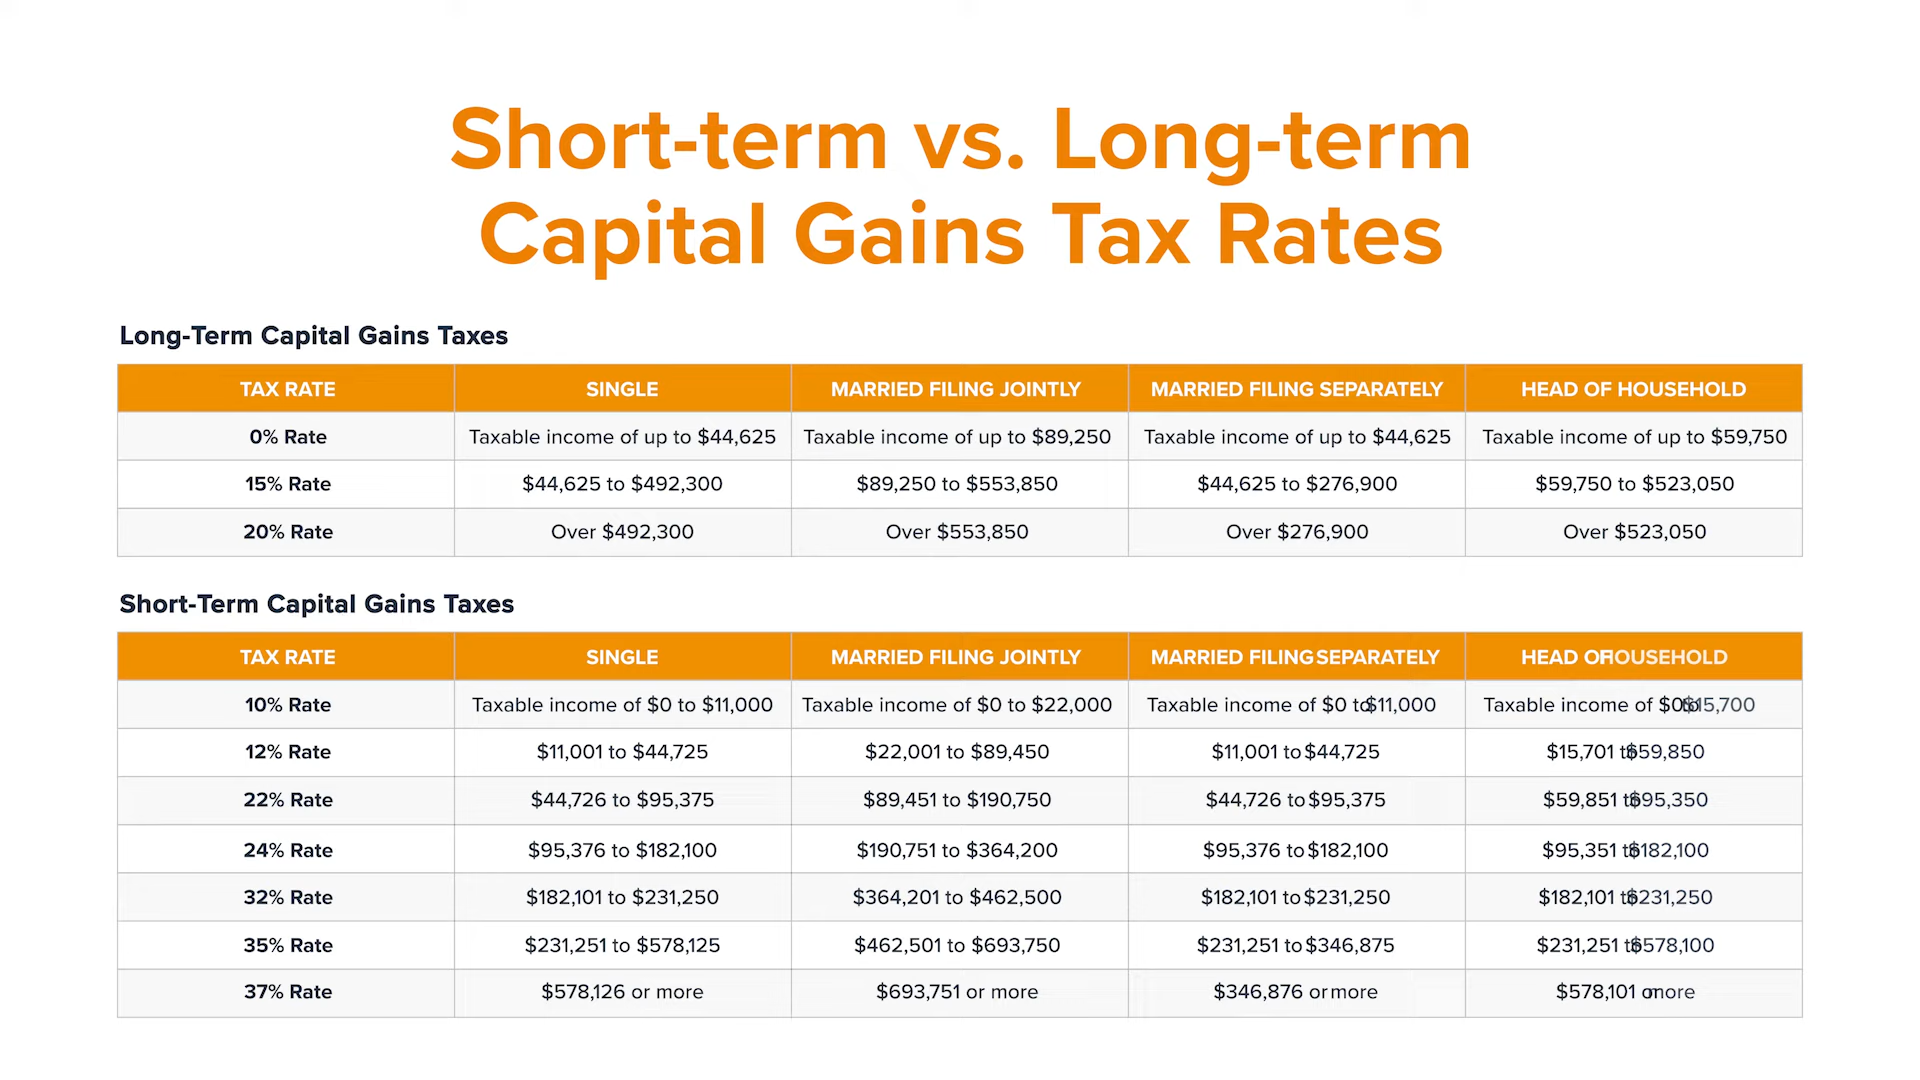 Short-term vs. Long-term
Capital Gains Tax Rates
Long-Term Capital Gains Taxes
TAX RATE SINGLE MARRIED FILING JOINTLY MARRIED FILING SEPARATELY HEAD OF HOUSEHOLD
0% Rate Taxable income of up to $44,625 Taxable income of up to $89,250 Taxable income of up to $44,625 Taxable income of up to $59,750
15% Rate $44,625 to $492,300 $89,250 to $553,850 $44,625 to $276,900 $59,750 to $523,050
20% Rate Over $492,300 Over $553,850 Over $276,900 Over $523,050
Short-Term Capital Gains Taxes
TAX RATE SINGLE MARRIED FILING JOINTLY MARRIED FILING SEPARATELY HEAD OF HOUSEHOLD
10% Rate Taxable income of $0 to $11,000 Taxable income of $0 to $22,000 Taxable income of $0 to $11,000 Taxable income of $0 to $15,700
12% Rate $11,001 to $44,725 $22,001 to $89,450 $11,001 to $44,725 $15,701 to $59,850
22% Rate $44,726 to $95,375 $89,451 to $190,750 $44,726 to $95,375 $59,851 to $95,350
24% Rate $95,376 to $182,100 $190,751 to $364,200 $95,376 to $182,100 $95,351 to $182,100
32% Rate $182,101 to $231,250 $364,201 to $462,500 $182,101 to $231,250 $182,101 to $231,250
35% Rate $231,251 to $578,125 $462,501 to $693,750 $231,251 to $346,875 $231,251 to $578,100
37% Rate $578,126 or more $693,751 or more $346,876 or more $578,101 or more